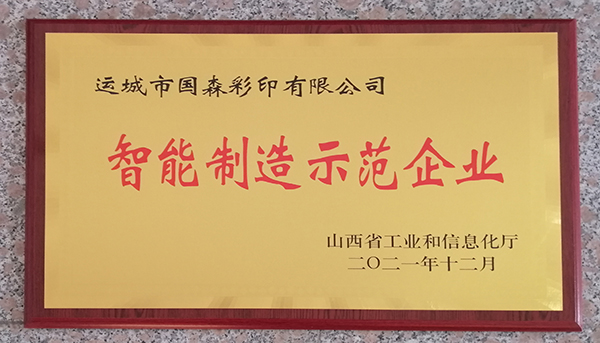 运城市国森彩印有限公司
智能制造示范企业
山西省工业和信息化厅
二〇二一年十二月